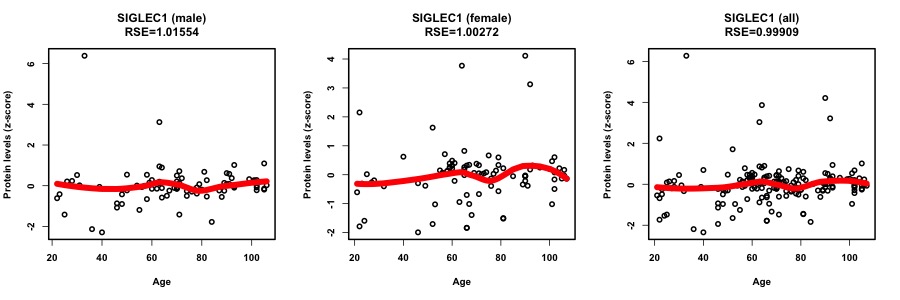 SIGLEC1 (male)
RSE=1.01554
Protein levels (z-score)
6
4
2
0
-2
20 40 60 80 100
Age
SIGLEC1 (female)
RSE=1.00272
Protein levels (z-score)
4
3
2
1
0
-1
-2
20 40 60 80 100
Age
SIGLEC1 (all)
RSE=0.99909
Protein levels (z-score)
6
4
2
0
-2
20 40 60 80 100
Age